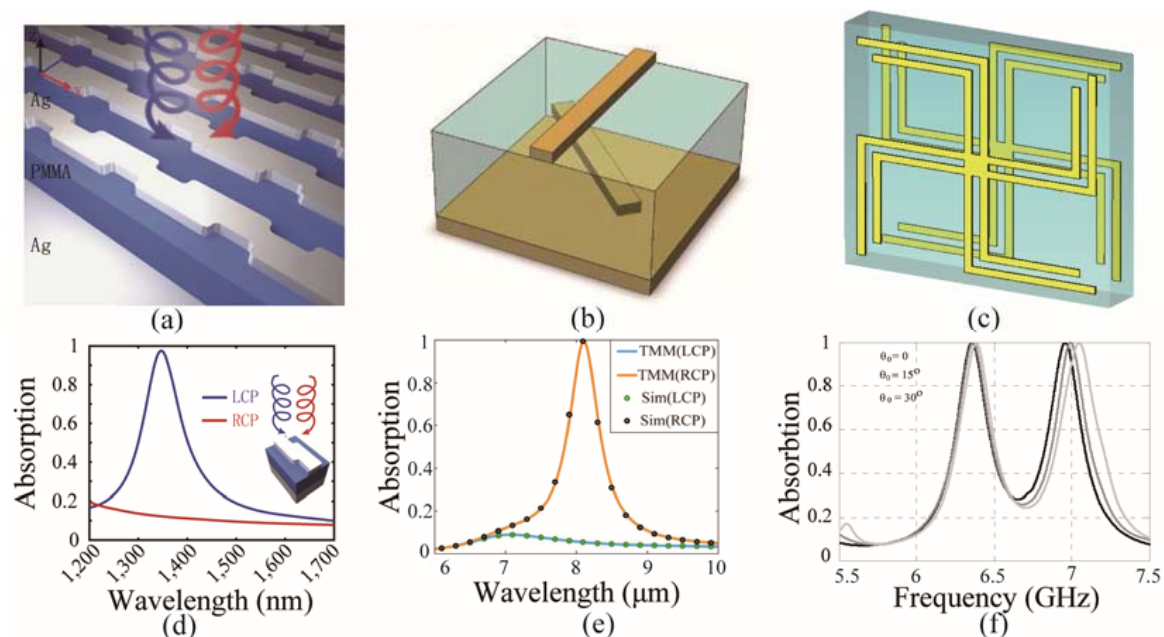 z
x
Ag
PMMA
Ag
(a)
(b)
(c)
Absorption
1
0.8
0.6
0.4
0.2
0
LCP
RCP
1,200
1,300
1,400
1,500
1,600
1,700
Wavelength (nm)
(d)
Absorption
1
0.8
0.6
0.4
0.2
0
TMM(LCP)
TMM(RCP)
Sim(LCP)
Sim(RCP)
6
7
8
9
10
Wavelength (μm)
(e)
Absorbtion
1
0.8
0.6
0.4
0.2
0
θ₀ = 0
θ₀ = 15°
θ₀ = 30°
5.5
6
6.5
7
7.5
Frequency (GHz)
(f)